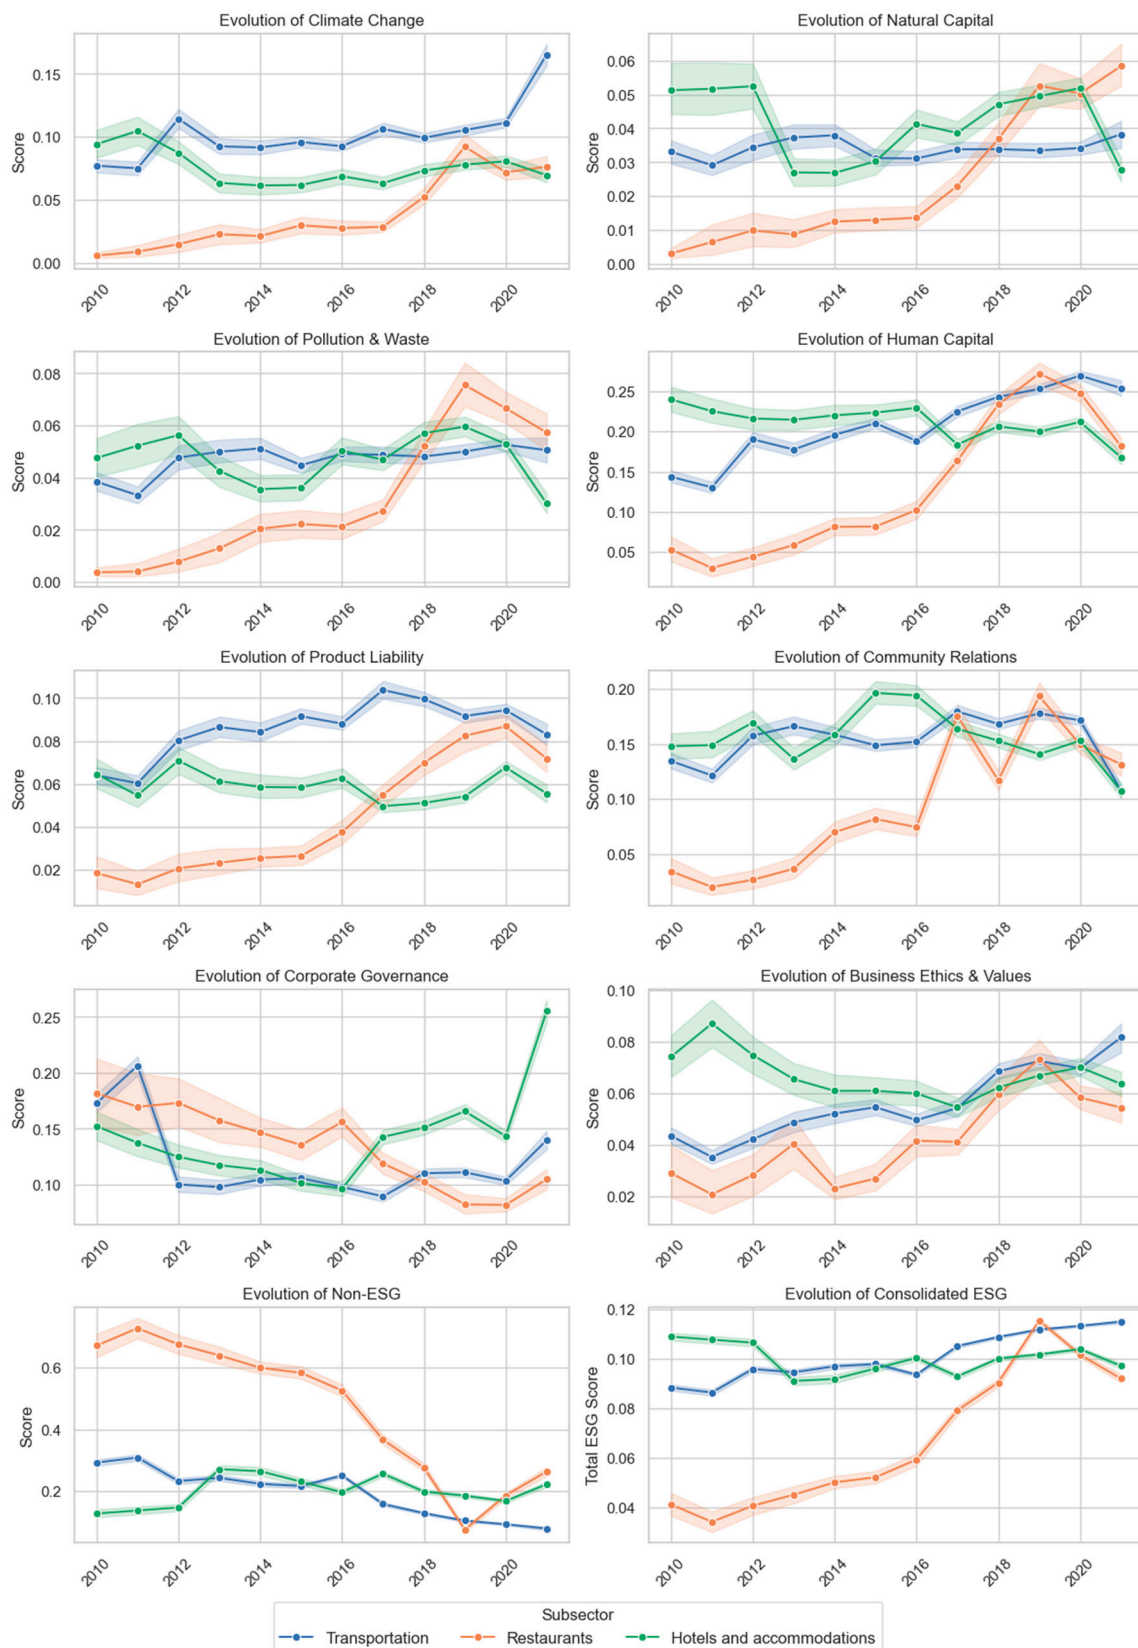 Evolution of Climate Change
Score
0.15
0.10
0.05
0.00
2010 2012 2014 2016 2018 2020
Evolution of Natural Capital
Score
0.06
0.05
0.04
0.03
0.02
0.01
0.00
2010 2012 2014 2016 2018 2020
Evolution of Pollution & Waste
Score
0.08
0.06
0.04
0.02
0.00
2010 2012 2014 2016 2018 2020
Evolution of Human Capital
Score
0.25
0.20
0.15
0.10
0.05
2010 2012 2014 2016 2018 2020
Evolution of Product Liability
Score
0.10
0.08
0.06
0.04
0.02
2010 2012 2014 2016 2018 2020
Evolution of Community Relations
Score
0.20
0.15
0.10
0.05
2010 2012 2014 2016 2018 2020
Evolution of Corporate Governance
Score
0.25
0.20
0.15
0.10
2010 2012 2014 2016 2018 2020
Evolution of Business Ethics & Values
Score
0.10
0.08
0.06
0.04
0.02
2010 2012 2014 2016 2018 2020
Evolution of Non-ESG
Score
0.6
0.4
0.2
2010 2012 2014 2016 2018 2020
Evolution of Consolidated ESG
Total ESG Score
0.12
0.10
0.08
0.06
0.04
2010 2012 2014 2016 2018 2020
Subsector
Transportation Restaurants Hotels and accommodations